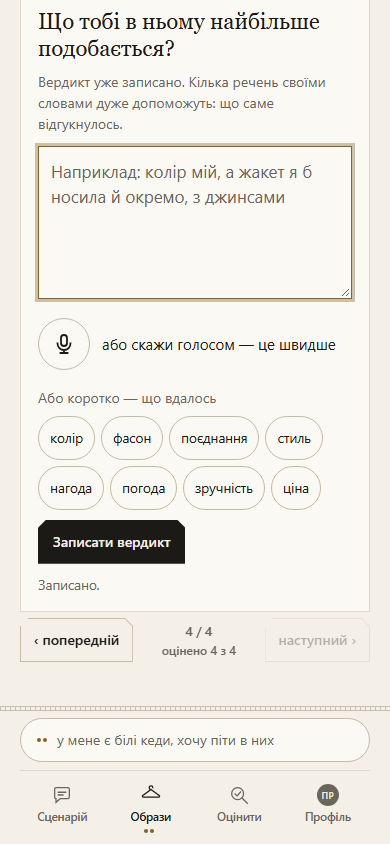 Що тобі в ньому найбільше
подобається?
Вердикт уже записано. Кілька речень своїми
словами дуже допоможуть: що саме
відгукнулось.
Наприклад: колір мій, а жакет я б
носила й окремо, з джинсами
або скажи голосом — це швидше
Або коротко — що вдалось
колір фасон поєднання стиль
нагода погода зручність ціна
Записати вердикт
Записано.
‹ попередній 4 / 4 наступний ›
оцінено 4 з 4
у мене є білі кеди, хочу піти в них
ПР
Сценарій Образи Оцінити Профіль